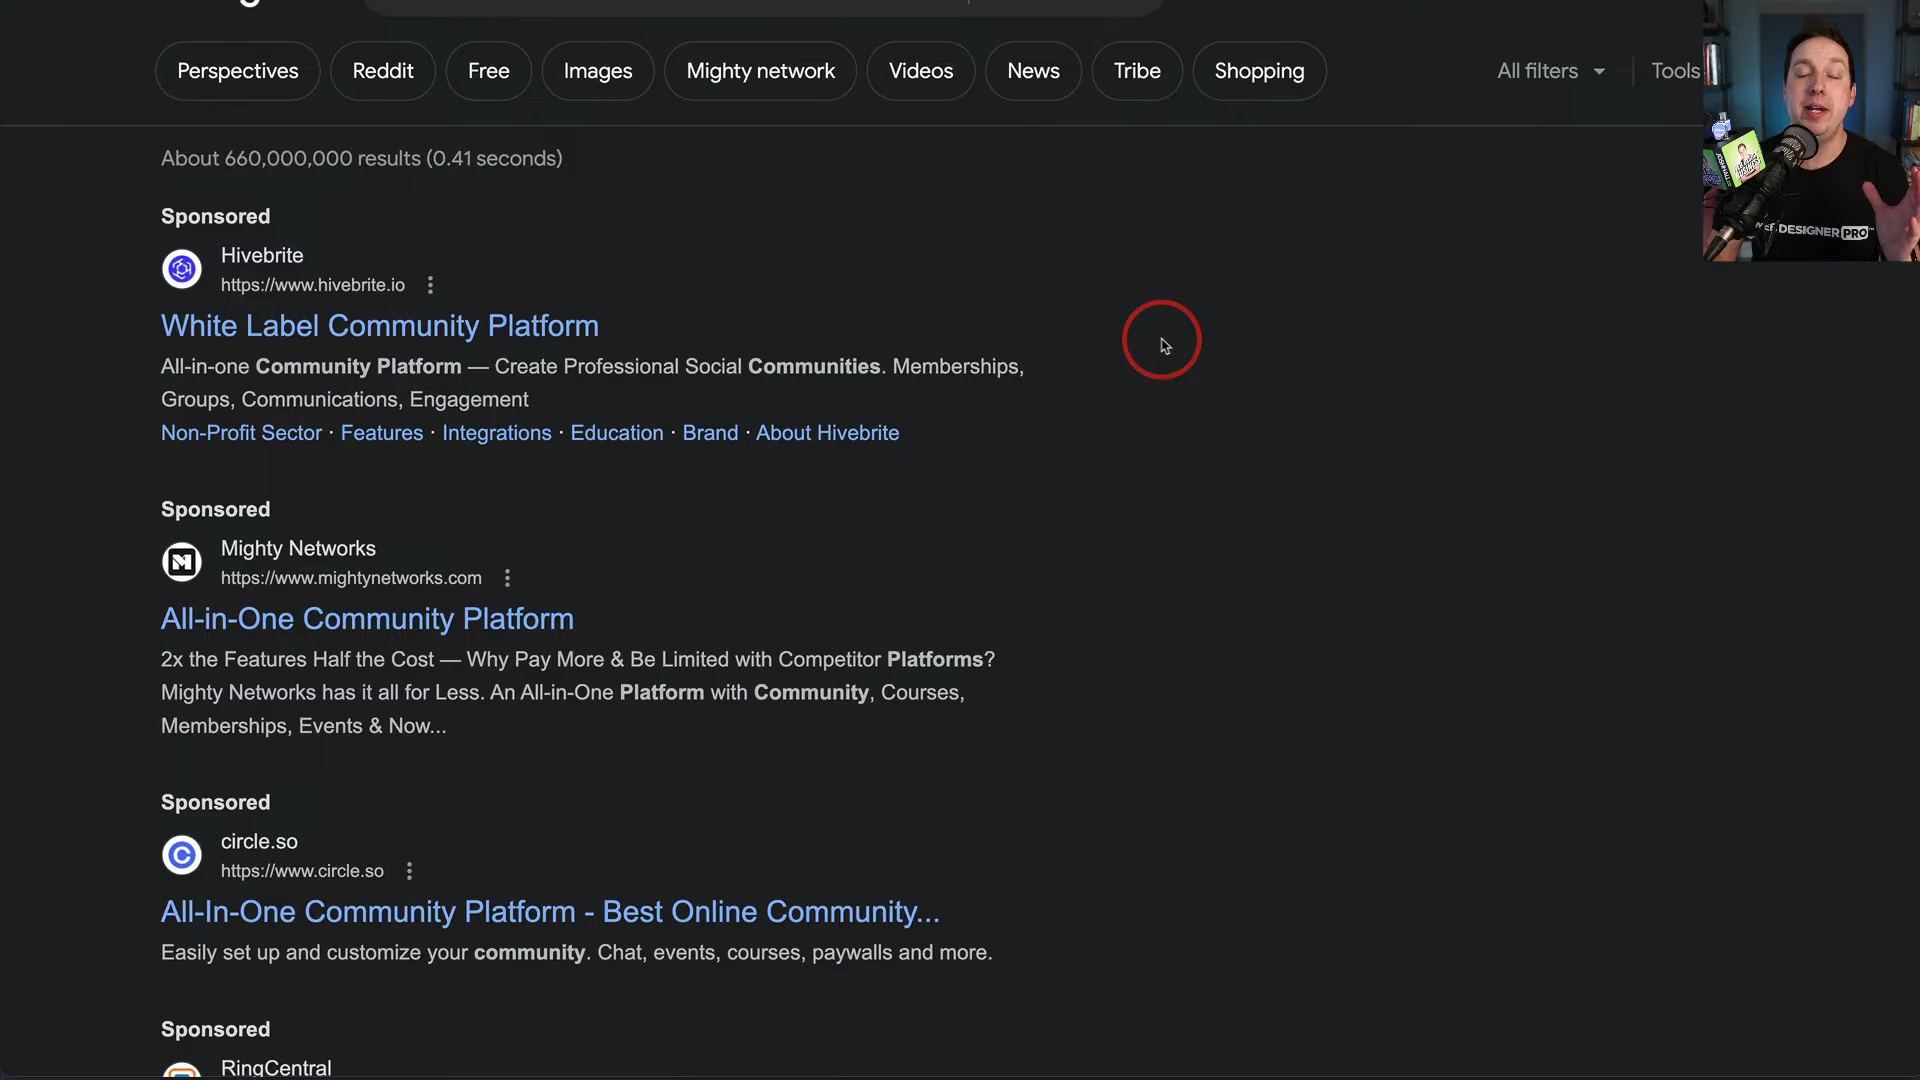 Perspectives
Reddit
Free
Images
Mighty network
Videos
News
Tribe
Shopping
All filters
Tools
About 660,000,000 results (0.41 seconds)
Sponsored
Hivebrite
https://www.hivebrite.io
White Label Community Platform
All-in-one Community Platform — Create Professional Social Communities. Memberships,
Groups, Communications, Engagement
Non-Profit Sector · Features · Integrations · Education · Brand · About Hivebrite
Sponsored
Mighty Networks
https://www.mightynetworks.com
All-in-One Community Platform
2x the Features Half the Cost — Why Pay More & Be Limited with Competitor Platforms?
Mighty Networks has it all for Less. An All-in-One Platform with Community, Courses,
Memberships, Events & Now...
Sponsored
circle.so
https://www.circle.so
All-In-One Community Platform - Best Online Community...
Easily set up and customize your community. Chat, events, courses, paywalls and more.
Sponsored
RingCentral
DESIGNER PRO